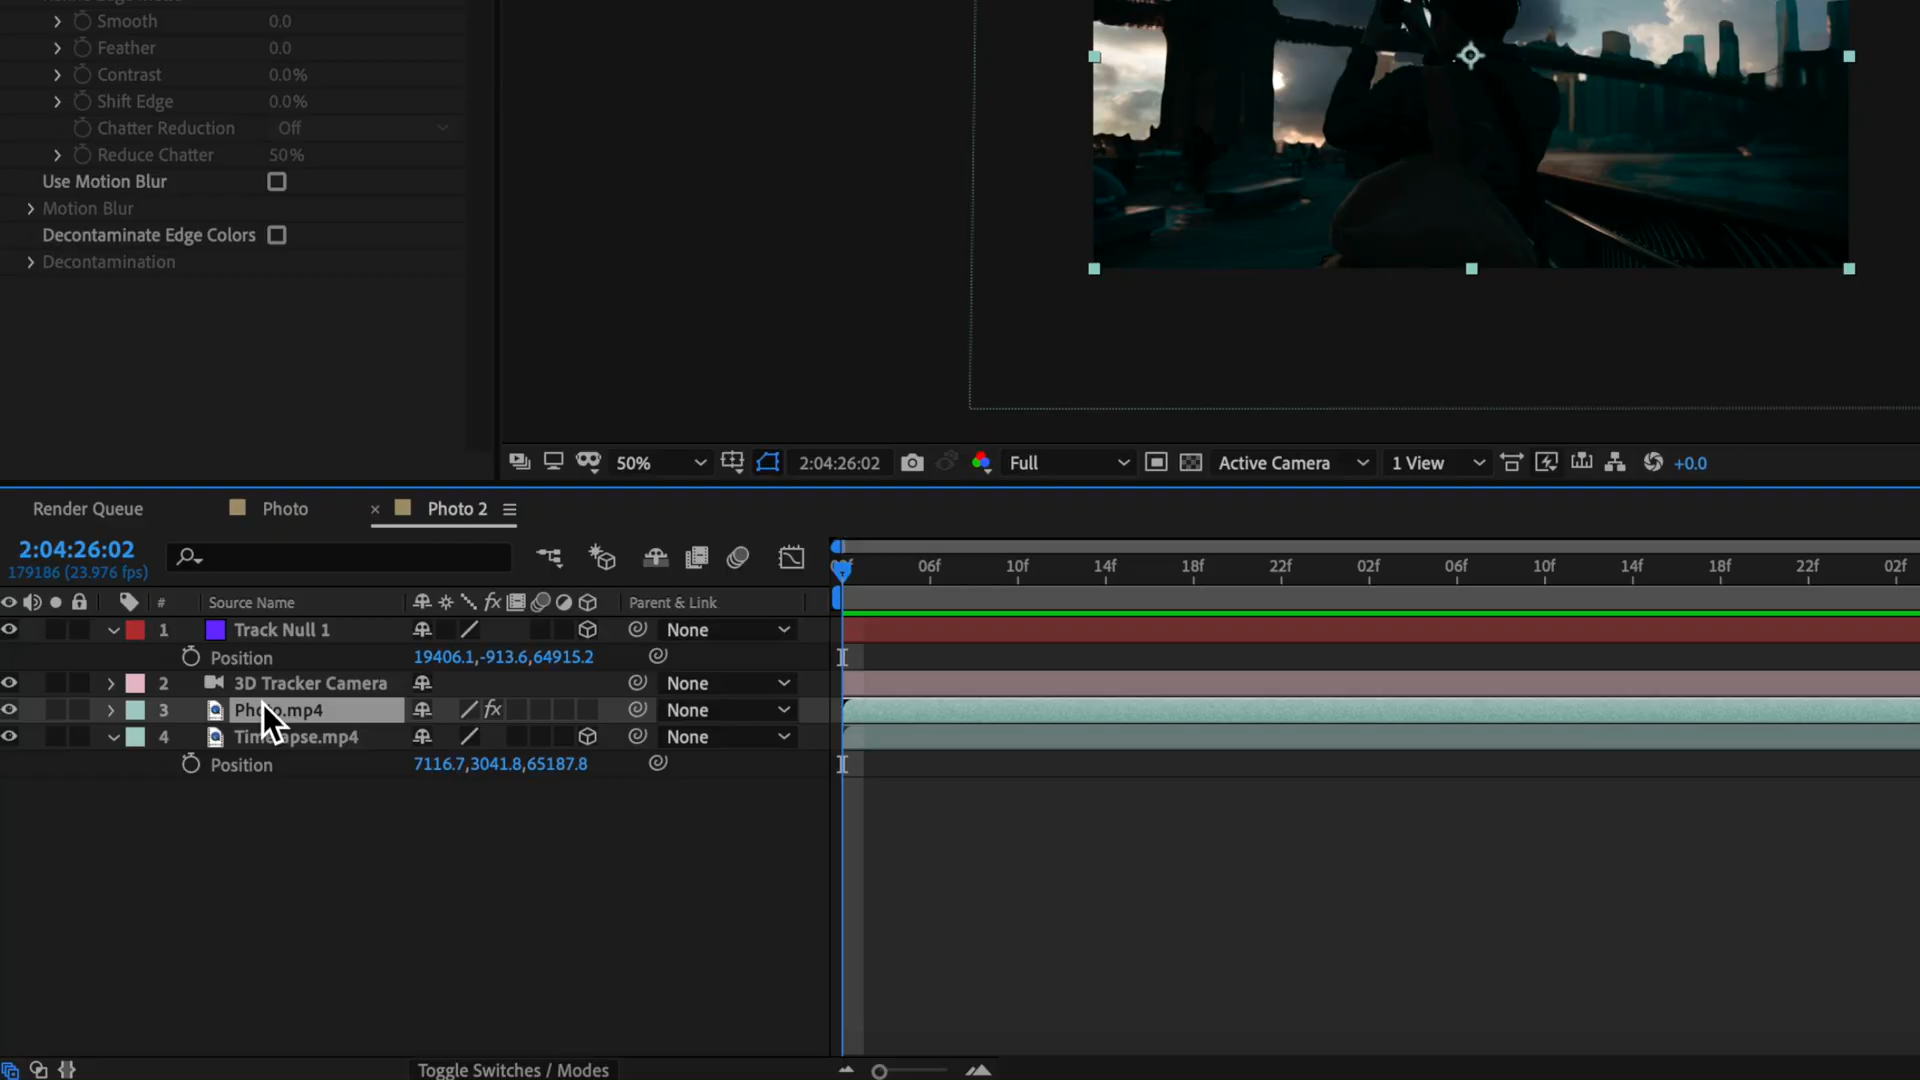 Smooth 0.0
Feather 0.0
Contrast 0.0%
Shift Edge 0.0%
Chatter Reduction Off
Reduce Chatter 50%
Use Motion Blur
Motion Blur
Decontaminate Edge Colors
Decontamination
50% 2:04:26:02 Full Active Camera 1 View +0.0
Render Queue Photo × Photo 2
2:04:26:02
179186 (23.976 fps)
06f 10f 14f 18f 22f 02f 06f 10f 14f 18f 22f 02f
# Source Name fx Parent & Link
1 Track Null 1 None
Position 19406.1,-913.6,64915.2
2 3D Tracker Camera None
3 Photo.mp4 fx None
4 Timelapse.mp4 None
Position 7116.7,3041.8,65187.8
Toggle Switches / Modes